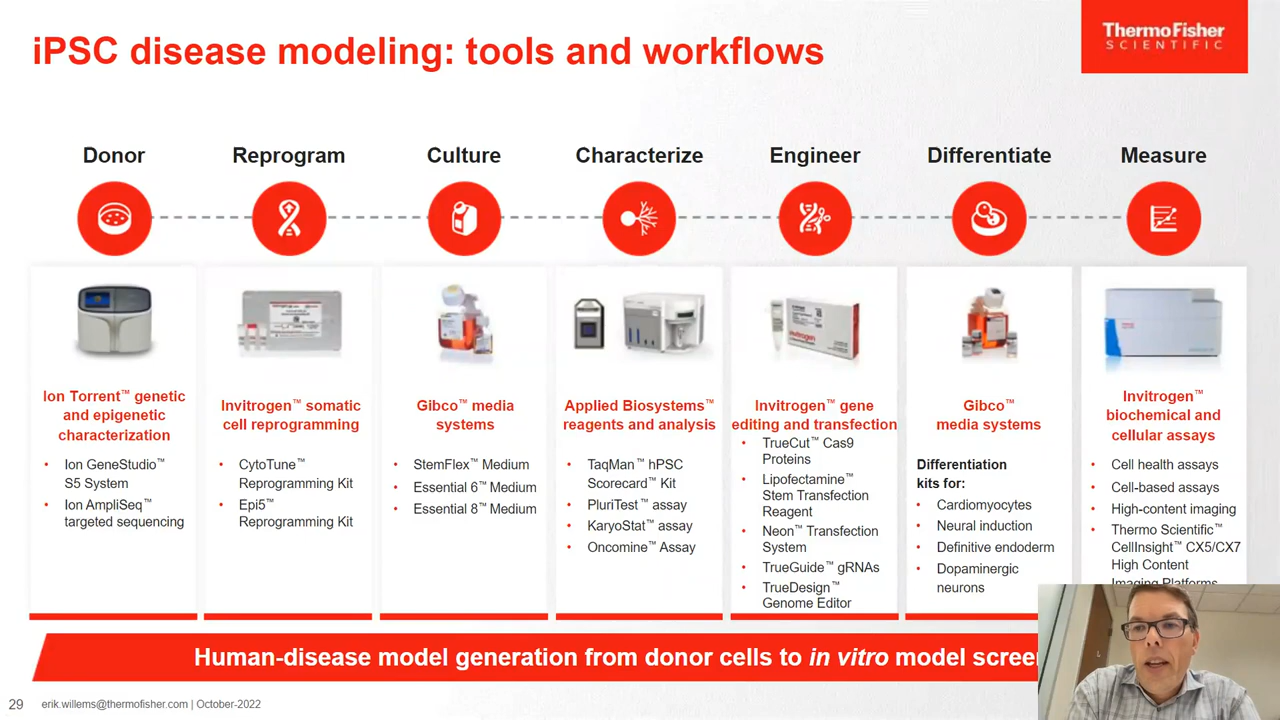 iPSC disease modeling: tools and workflows
ThermoFisher
SCIENTIFIC
Donor
Reprogram
Culture
Characterize
Engineer
Differentiate
Measure
Ion Torrent™ genetic
and epigenetic
characterization
• Ion GeneStudio™
S5 System
• Ion AmpliSeq™
targeted sequencing
Invitrogen™ somatic
cell reprogramming
• CytoTune™
Reprogramming Kit
• Epi5™
Reprogramming Kit
Gibco™ media
systems
• StemFlex™ Medium
• Essential 6™ Medium
• Essential 8™ Medium
Applied Biosystems™
reagents and analysis
• TaqMan™ hPSC
Scorecard™ Kit
• PluriTest™ assay
• KaryoStat™ assay
• Oncomine™ Assay
invitrogen
Invitrogen™ gene
editing and transfection
• TrueCut™ Cas9
Proteins
• Lipofectamine™
Stem Transfection
Reagent
• Neon™ Transfection
System
• TrueGuide™ gRNAs
• TrueDesign™
Genome Editor
Gibco™
media systems
Differentiation
kits for:
• Cardiomyocytes
• Neural induction
• Definitive endoderm
• Dopaminergic
neurons
Invitrogen™
biochemical and
cellular assays
• Cell health assays
• Cell-based assays
• High-content imaging
• Thermo Scientific™
CellInsight™ CX5/CX7
High Content
Imaging Platforms
Human-disease model generation from donor cells to in vitro model scree
29 erik.willems@thermofisher.com | October-2022